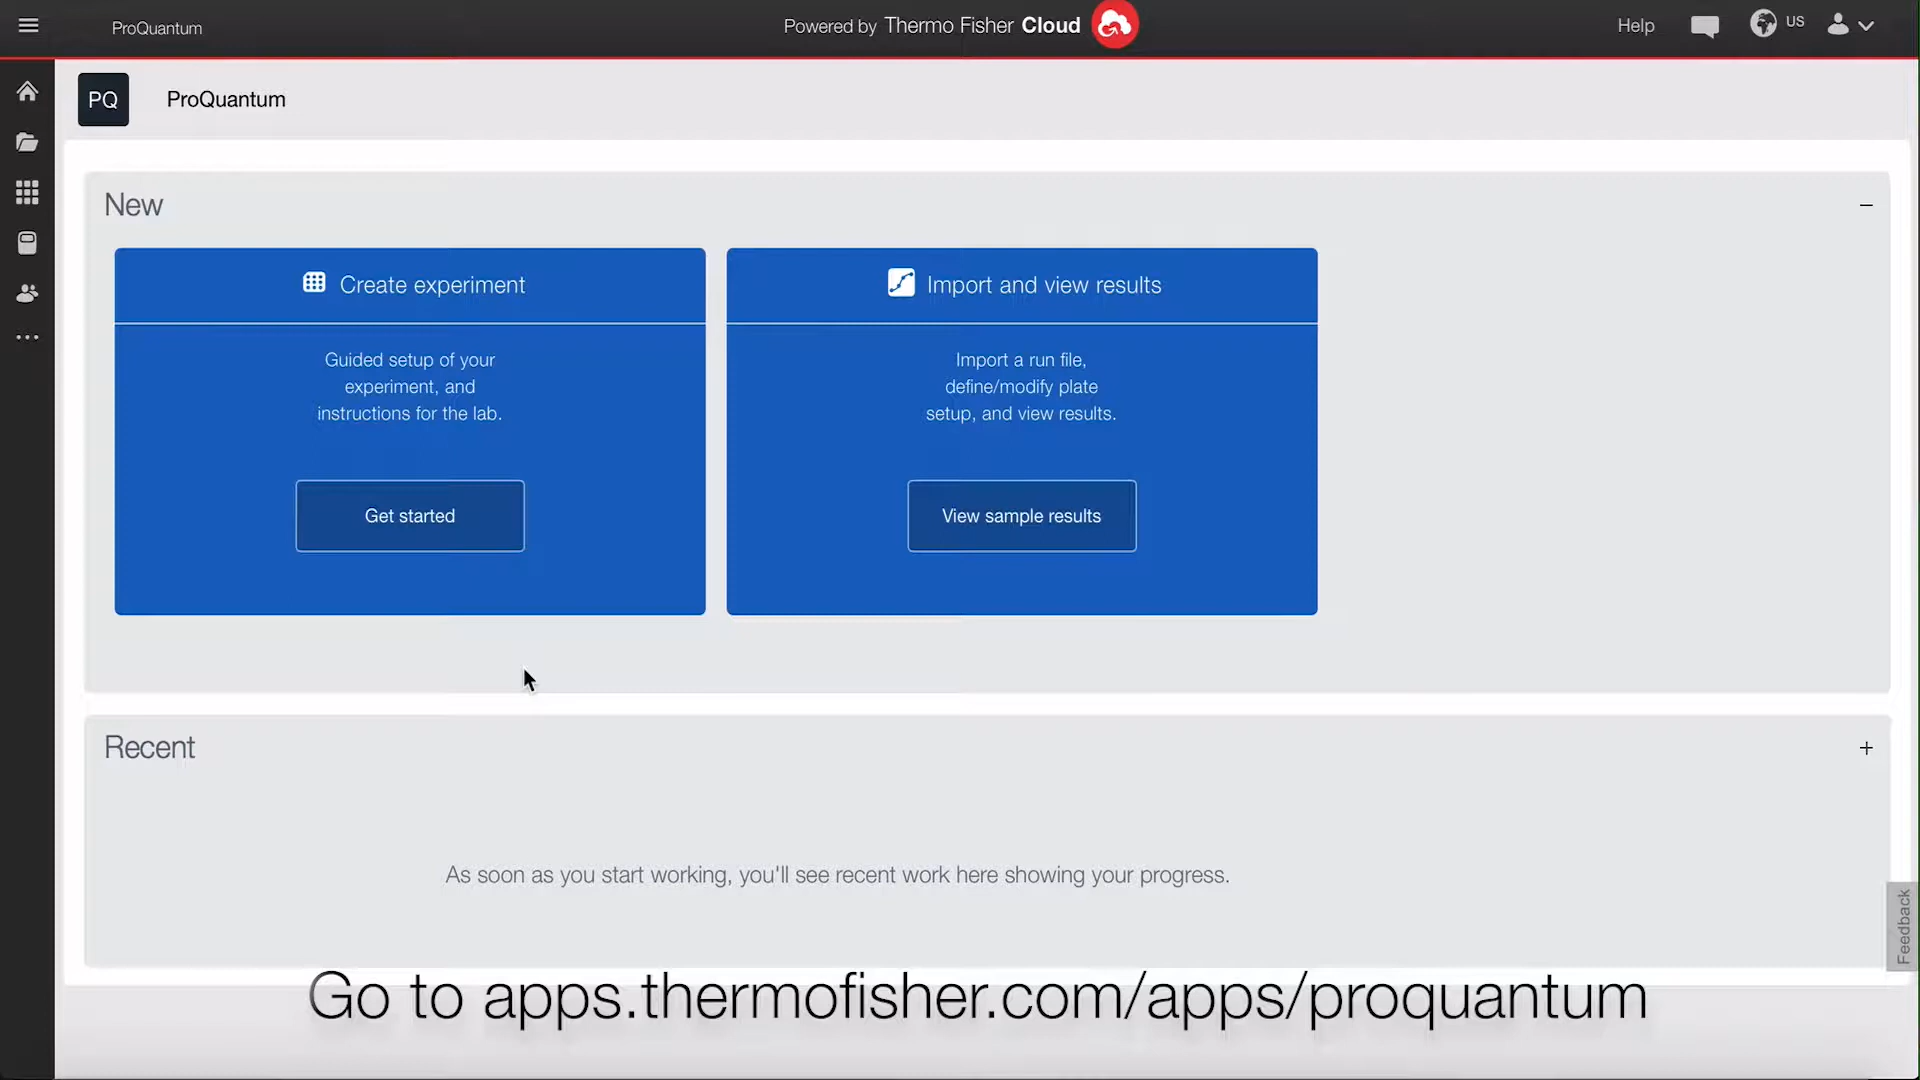 ProQuantum
Powered by Thermo Fisher Cloud
Help
US
PQ
ProQuantum
New
Create experiment
Guided setup of your
experiment, and
instructions for the lab.
Get started
Import and view results
Import a run file,
define/modify plate
setup, and view results.
View sample results
Recent
As soon as you start working, you'll see recent work here showing your progress.
Feedback
Go to apps.thermofisher.com/apps/proquantum